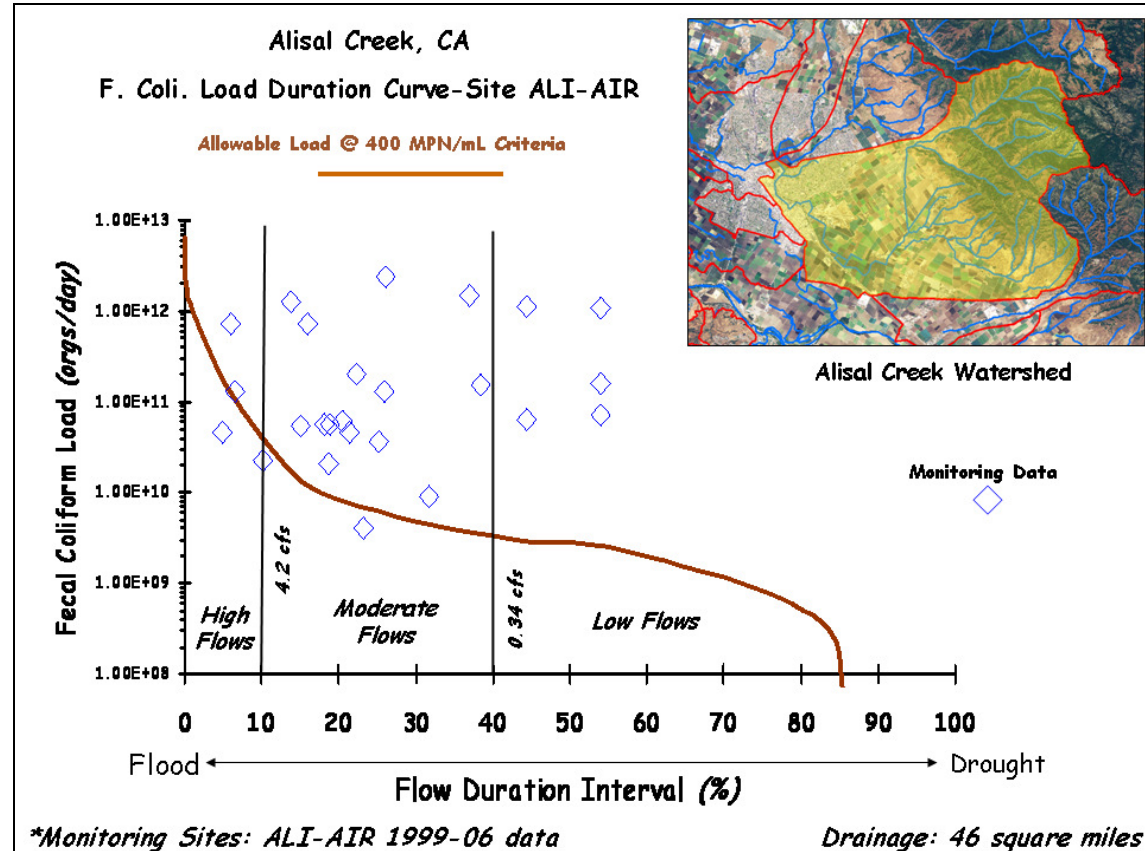 Alisal Creek, CA
F. Coli. Load Duration Curve-Site ALI-AIR
Allowable Load @ 400 MPN/mL Criteria
Alisal Creek Watershed
Monitoring Data
Fecal Coliform Load (orgs/day)
1.00E+13
1.00E+12
1.00E+11
1.00E+10
1.00E+09
1.00E+08
4.2 cfs
0.34 cfs
High
Flows
Moderate
Flows
Low Flows
0 10 20 30 40 50 60 70 80 90 100
Flood Drought
Flow Duration Interval (%)
*Monitoring Sites: ALI-AIR 1999-06 data Drainage: 46 square miles